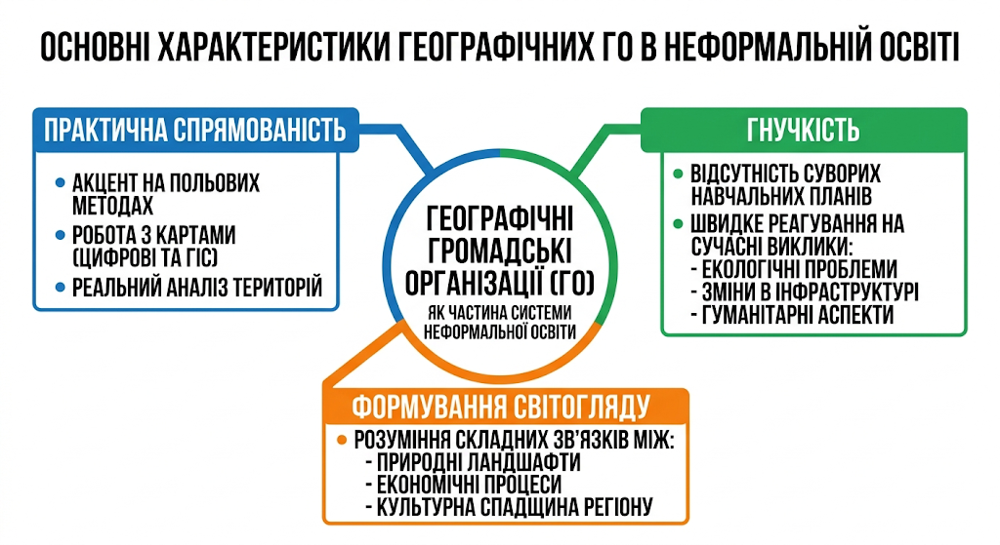 ОСНОВНІ ХАРАКТЕРИСТИКИ ГЕОГРАФІЧНИХ ГО В НЕФОРМАЛЬНІЙ ОСВІТІ
ПРАКТИЧНА СПРЯМОВАНІСТЬ
• АКЦЕНТ НА ПОЛЬОВИХ
МЕТОДАХ
• РОБОТА З КАРТАМИ
(ЦИФРОВІ ТА ГІС)
• РЕАЛЬНИЙ АНАЛІЗ ТЕРИТОРІЙ
ГЕОГРАФІЧНІ
ГРОМАДСЬКІ
ОРГАНІЗАЦІЇ (ГО)
ЯК ЧАСТИНА СИСТЕМИ
НЕФОРМАЛЬНОЇ ОСВІТИ
ГНУЧКІСТЬ
• ВІДСУТНІСТЬ СУВОРИХ
НАВЧАЛЬНИХ ПЛАНІВ
• ШВИДКЕ РЕАГУВАННЯ НА
СУЧАСНІ ВИКЛИКИ:
- ЕКОЛОГІЧНІ ПРОБЛЕМИ
- ЗМІНИ В ІНФРАСТРУКТУРІ
- ГУМАНІТАРНІ АСПЕКТИ
ФОРМУВАННЯ СВІТОГЛЯДУ
• РОЗУМІННЯ СКЛАДНИХ ЗВ'ЯЗКІВ МІЖ:
- ПРИРОДНІ ЛАНДШАФТИ
- ЕКОНОМІЧНІ ПРОЦЕСИ
- КУЛЬТУРНА СПАДЩИНА РЕГІОНУ